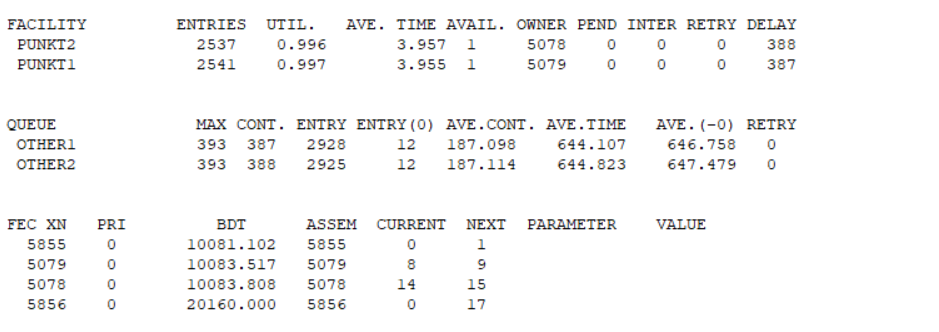 FACILITY ENTRIES UTIL. AVE. TIME AVAIL. OWNER PEND INTER RETRY DELAY
PUNKT2 2537 0.996 3.957 1 5078 0 0 0 388
PUNKT1 2541 0.997 3.955 1 5079 0 0 0 387
QUEUE MAX CONT. ENTRY ENTRY(0) AVE.CONT. AVE.TIME AVE.(-0) RETRY
OTHER1 393 387 2928 12 187.098 644.107 646.758 0
OTHER2 393 388 2925 12 187.114 644.823 647.479 0
FEC XN PRI BDT ASSEM CURRENT NEXT PARAMETER VALUE
5855 0 10081.102 5855 0 1
5079 0 10083.517 5079 8 9
5078 0 10083.808 5078 14 15
5856 0 20160.000 5856 0 17